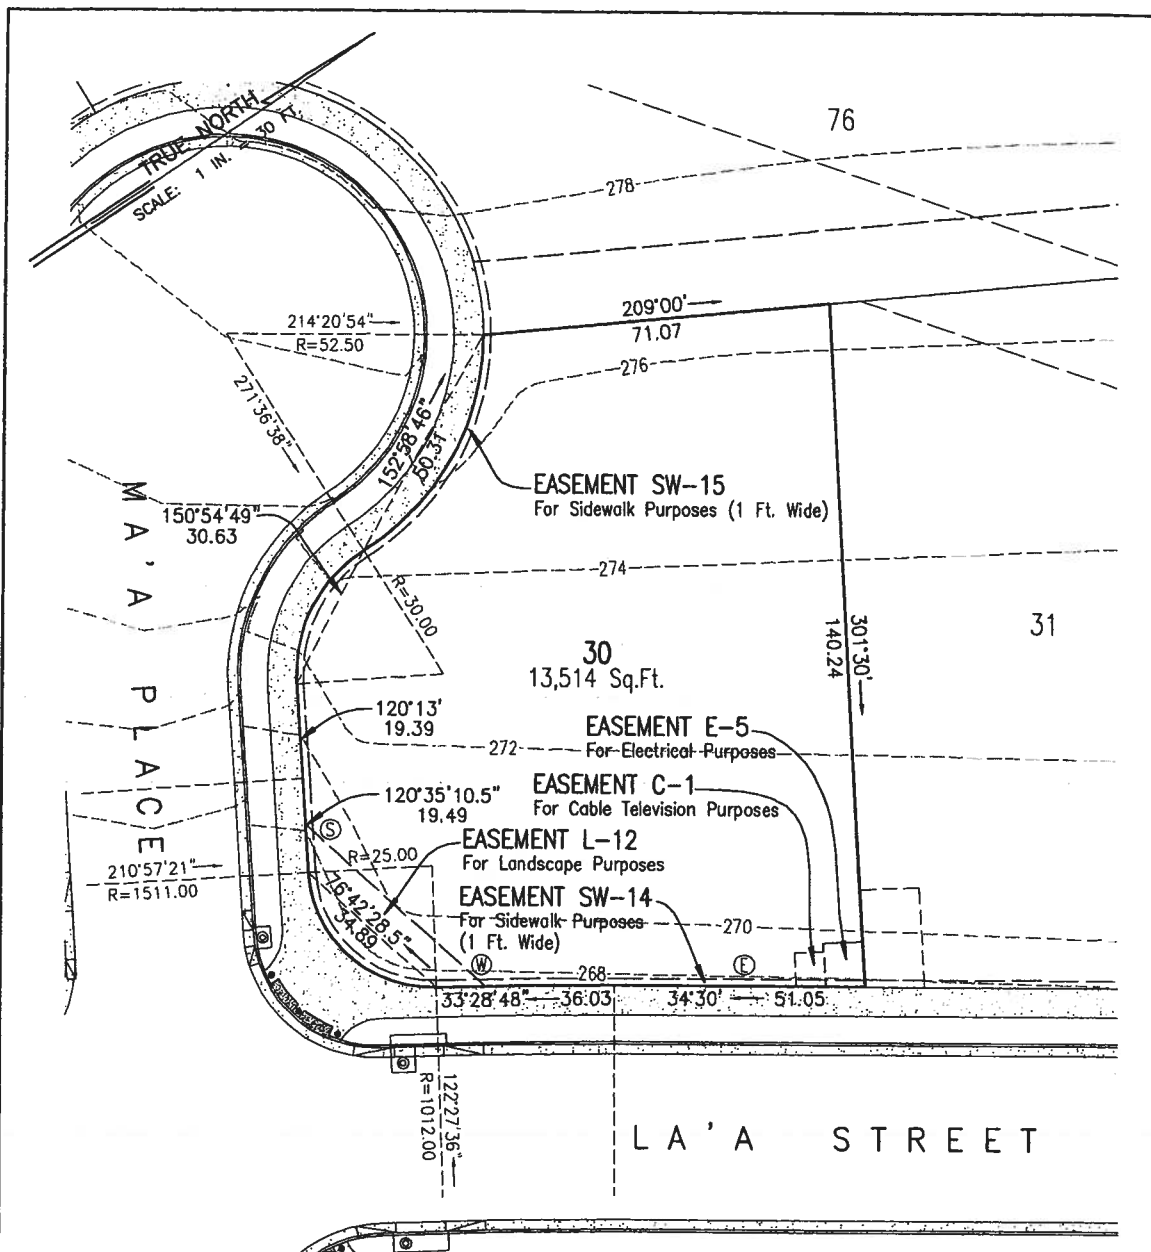 TRUE NORTH
SCALE: 1 IN. = 30 FT.
76
278
209°00'
71.07
214°20'54"
R=52.50
276
271°36'38"
152°58'46"
50.31
EASEMENT SW-15
For Sidewalk Purposes (1 Ft. Wide)
150°54'49"
30.63
274
R=30.00
MA'A PLACE
30
13,514 Sq.Ft.
301°30'
140.24
31
120°13'
19.39
EASEMENT E-5
For Electrical Purposes
272
EASEMENT C-1
For Cable Television Purposes
120°35'10.5"
19.49
S
EASEMENT L-12
For Landscape Purposes
R=25.00
210°57'21"
R=1511.00
76°42'28.5"
34.89
EASEMENT SW-14
For Sidewalk Purposes
(1 Ft. Wide)
270
W
E
268
33°28'48"
36.03
34°30'
51.05
122°27'36"
R=1012.00
LA'A STREET